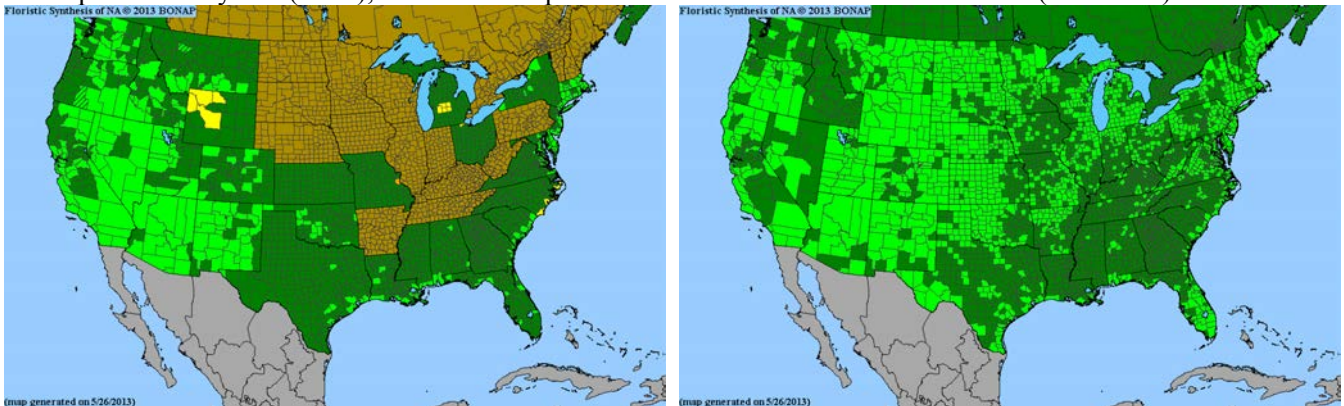 Floristic Synthesis of NA © 2013 BONAP
(map generated on 5/26/2013)
Floristic Synthesis of NA © 2013 BONAP
(map generated on 5/26/2013)